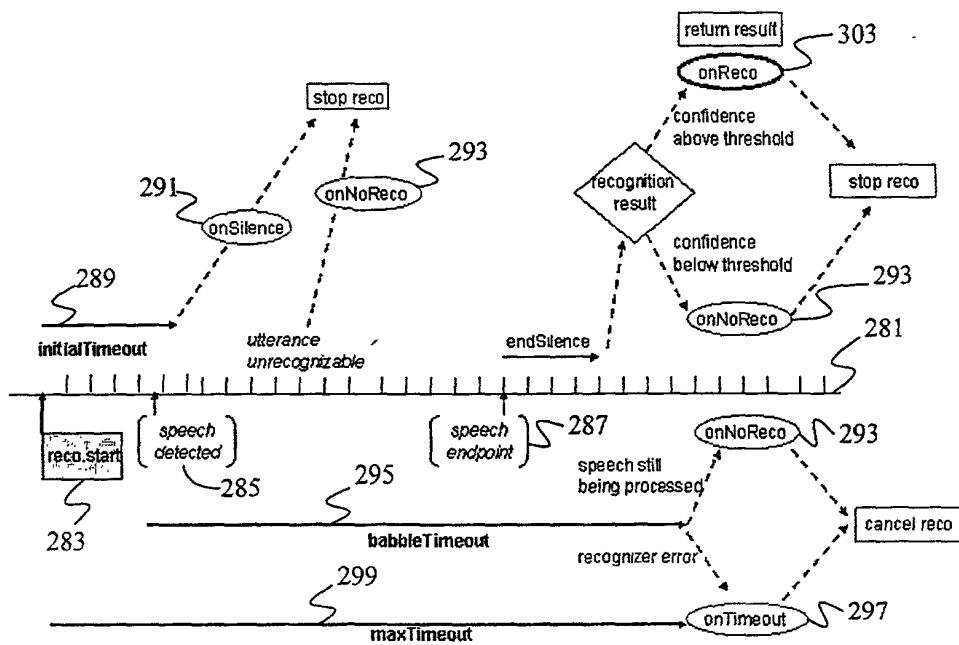 return result
303
onReco
stop reco
confidence
above threshold
293
291
onNoReco
recognition
result
stop reco
onSilence
confidence
below threshold
289
293
onNoReco
initialTimeout
utterance
unrecognizable
endSilence
281
reco.start
speech
detected
speech
endpoint
287
onNoReco
293
285
295
speech still
being processed
283
babbleTimeout
cancel reco
recognizer error
299
onTimeout
297
maxTimeout